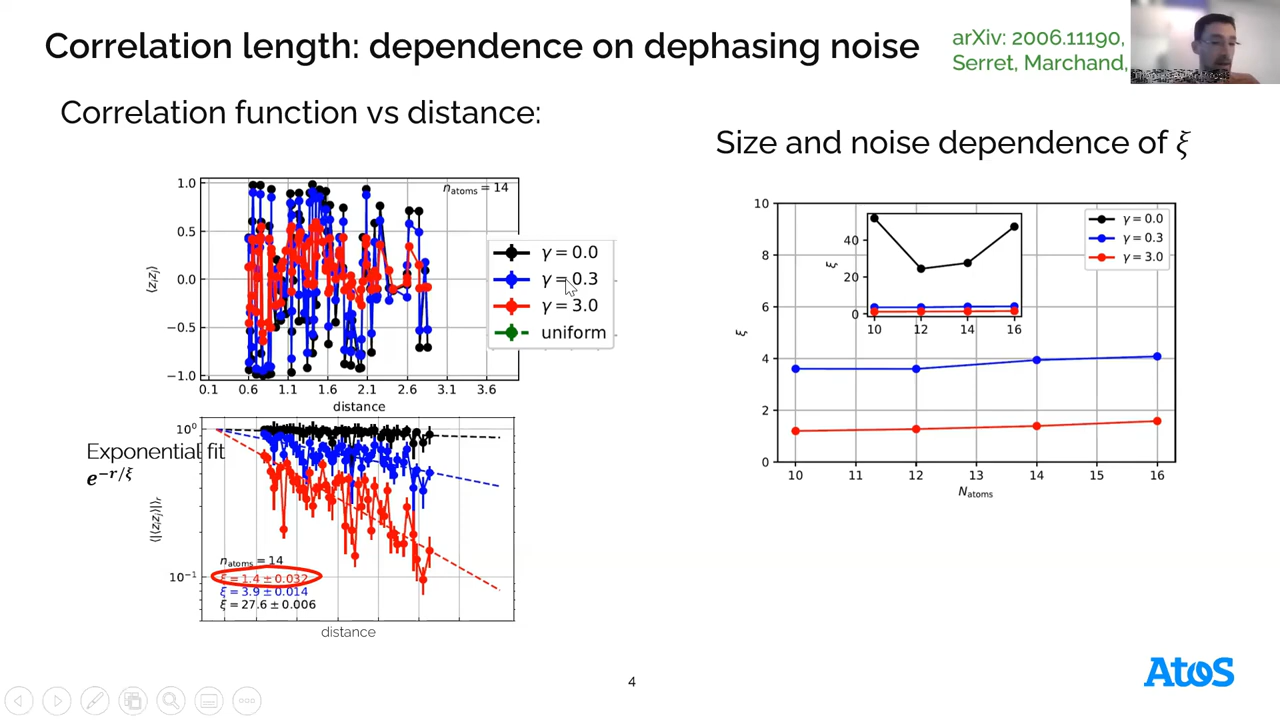 Correlation length: dependence on dephasing noise
arXiv: 2006.11190,
Serret, Marchand,
Correlation function vs distance:
Size and noise dependence of ξ
n_atoms = 14
1.0
0.5
0.0
−0.5
−1.0
⟨z_i z_j⟩
0.1 0.6 1.1 1.6 2.1 2.6 3.6
distance
γ = 0.0
γ = 0.3
γ = 3.0
uniform
Exponential fit
e^{−r/ξ}
10⁰
10⁻¹
⟨|⟨z_i z_j⟩|⟩_r
n_atoms = 14
ξ = 1.4 ± 0.032
ξ = 3.9 ± 0.014
ξ = 27.6 ± 0.006
distance
10
8
6
4
2
0
ξ
40
20
0
ξ
10 12 14 16
γ = 0.0
γ = 0.3
γ = 3.0
10 11 12 13 14 15 16
N_atoms
4
Atos